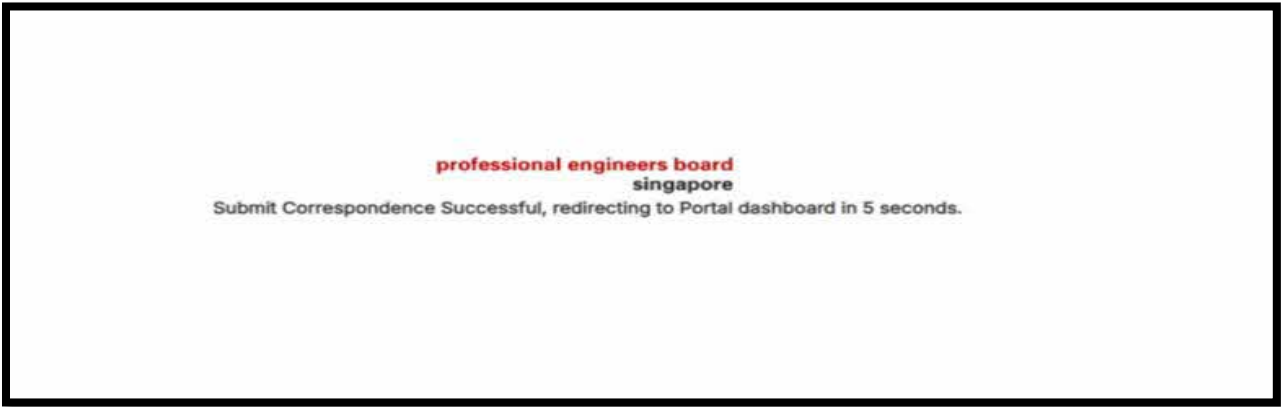 professional engineers board
singapore
Submit Correspondence Successful, redirecting to Portal dashboard in 5 seconds.